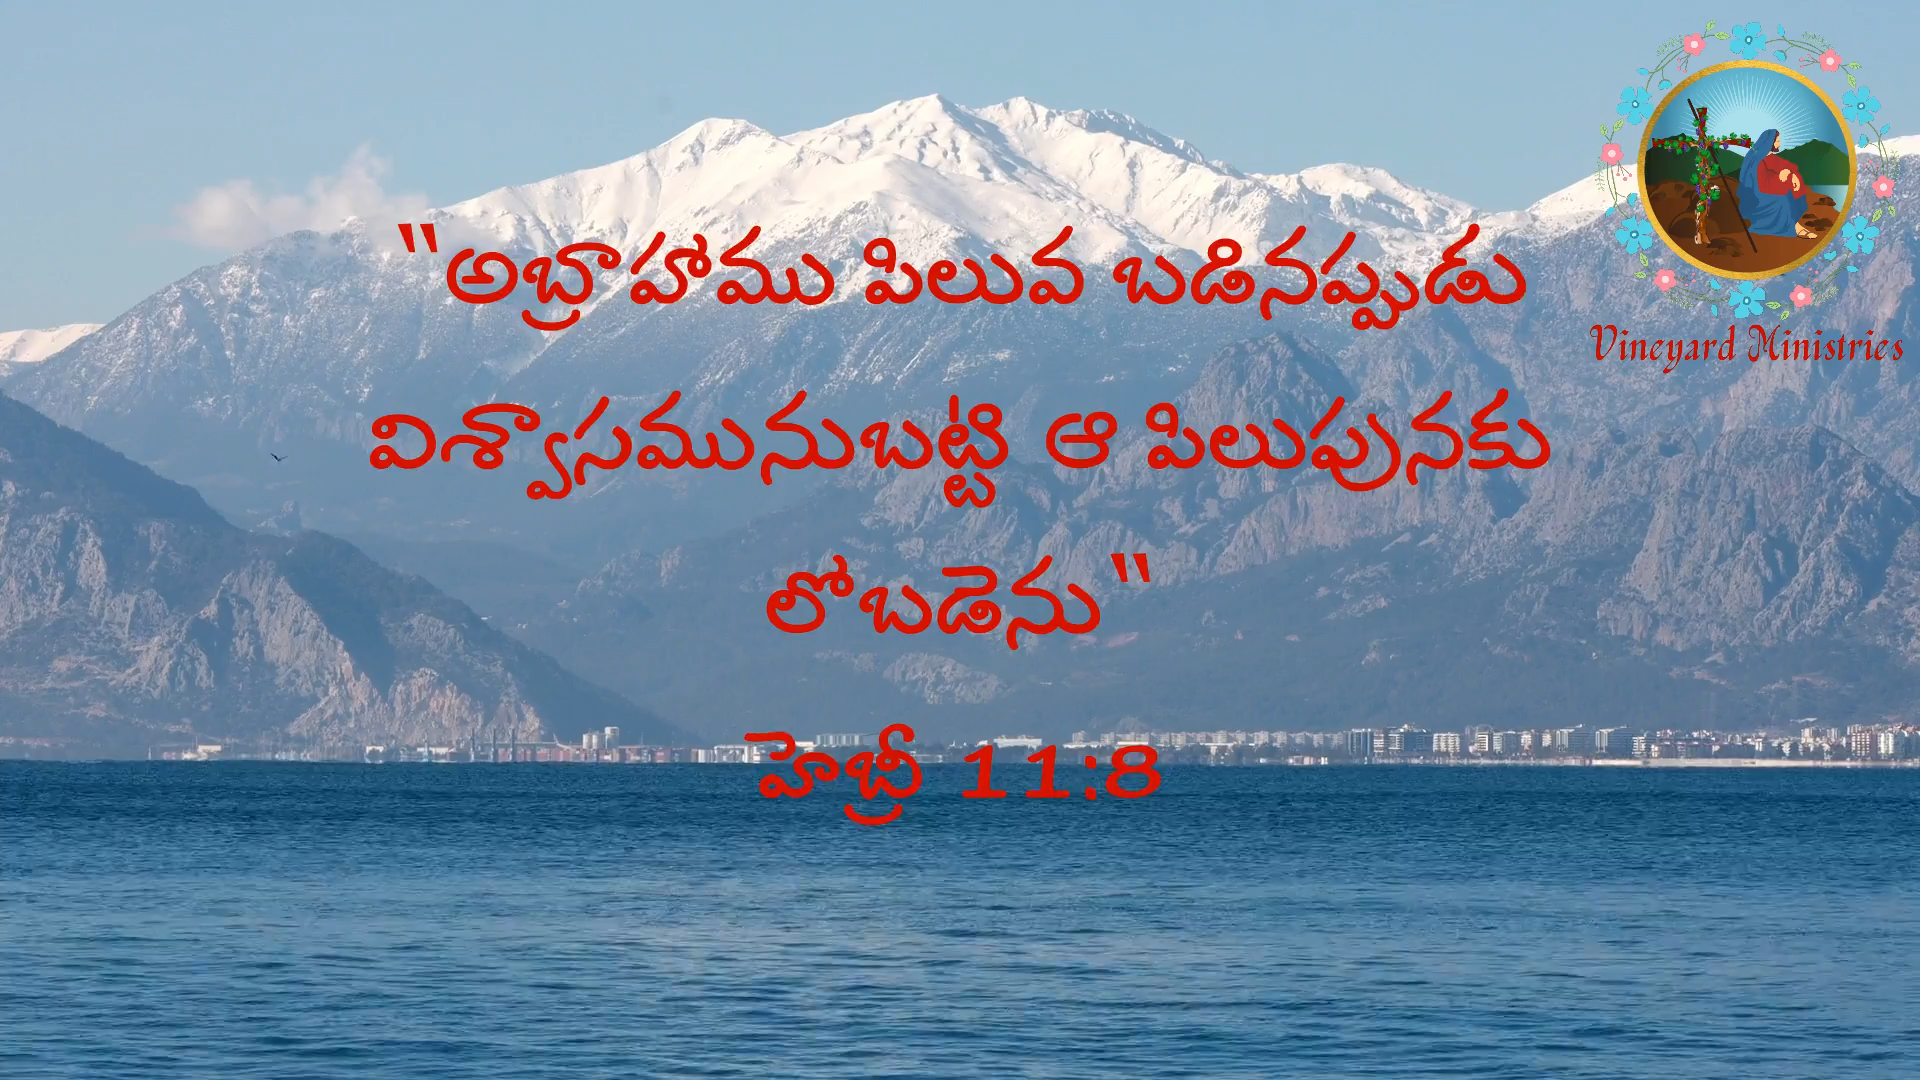 "అబ్రాహాము పిలువ బడినప్పుడు
విశ్వాసమునుబట్టి ఆ పిలుపునకు
లోబడెను"
హెబ్రీ 11:8
Vineyard Ministries